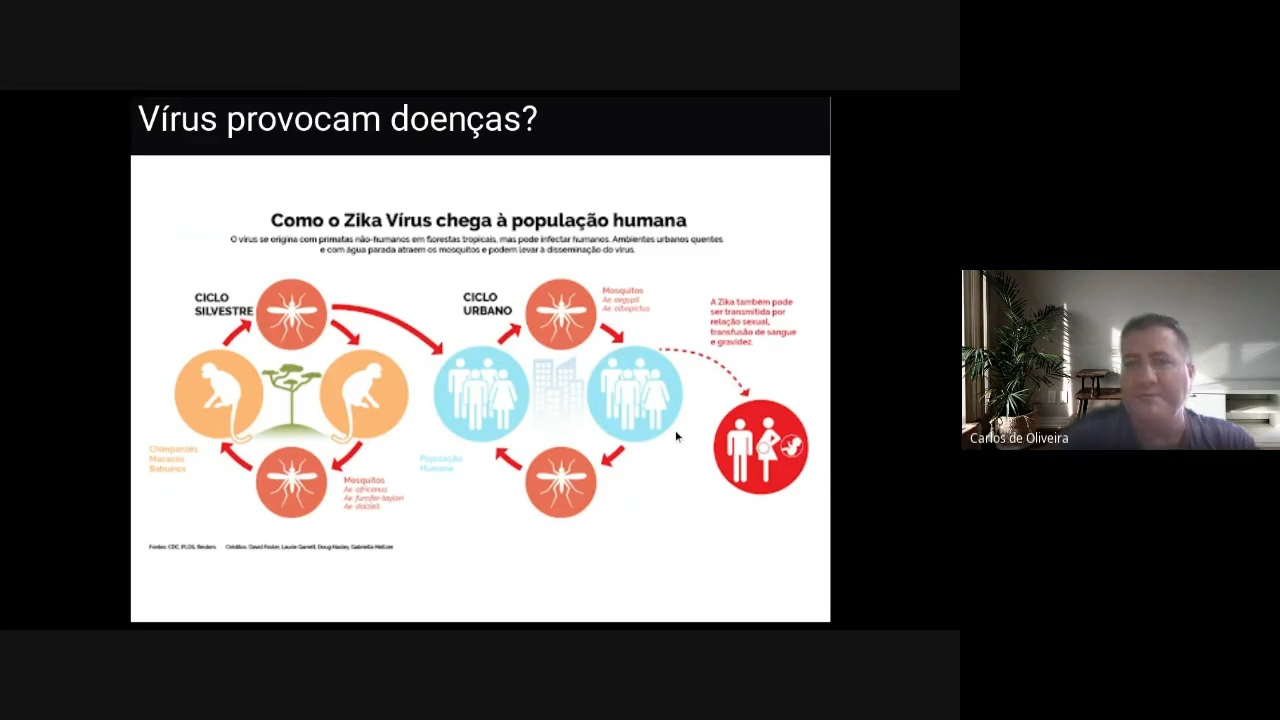 Vírus provocam doenças?
Como o Zika Vírus chega à população humana
O vírus se origina com primatas não-humanos em florestas tropicais, mas pode infectar humanos. Ambientes urbanos quentes
e com água parada atraem os mosquitos e podem levar à disseminação do vírus.
CICLO
SILVESTRE
CICLO
URBANO
Mosquitos
Ae. aegypti
Ae. albopictus
A Zika também pode
ser transmitida por
relação sexual,
transfusão de sangue
e gravidez.
Chimpanzés
Macacos
Babuínos
Mosquitos
Ae. africanus
Ae. furcifer-taylori
População
Humana
Fontes: CDC, PLOS, Reuters Créditos: David Foster, Laurie Garrett, Doug Halsey, Gabriella Meltzer
Carlos de Oliveira